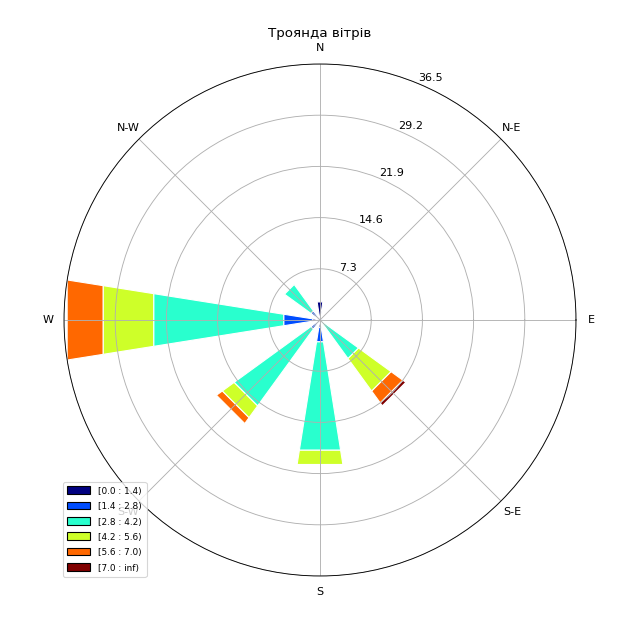 Троянда вітрів
N
36.5
N-W
29.2
N-E
21.9
14.6
7.3
W
E
[0.0 : 1.4)
[1.4 : 2.8)
[2.8 : 4.2)
[4.2 : 5.6)
[5.6 : 7.0)
[7.0 : inf)
S-W
S-E
S